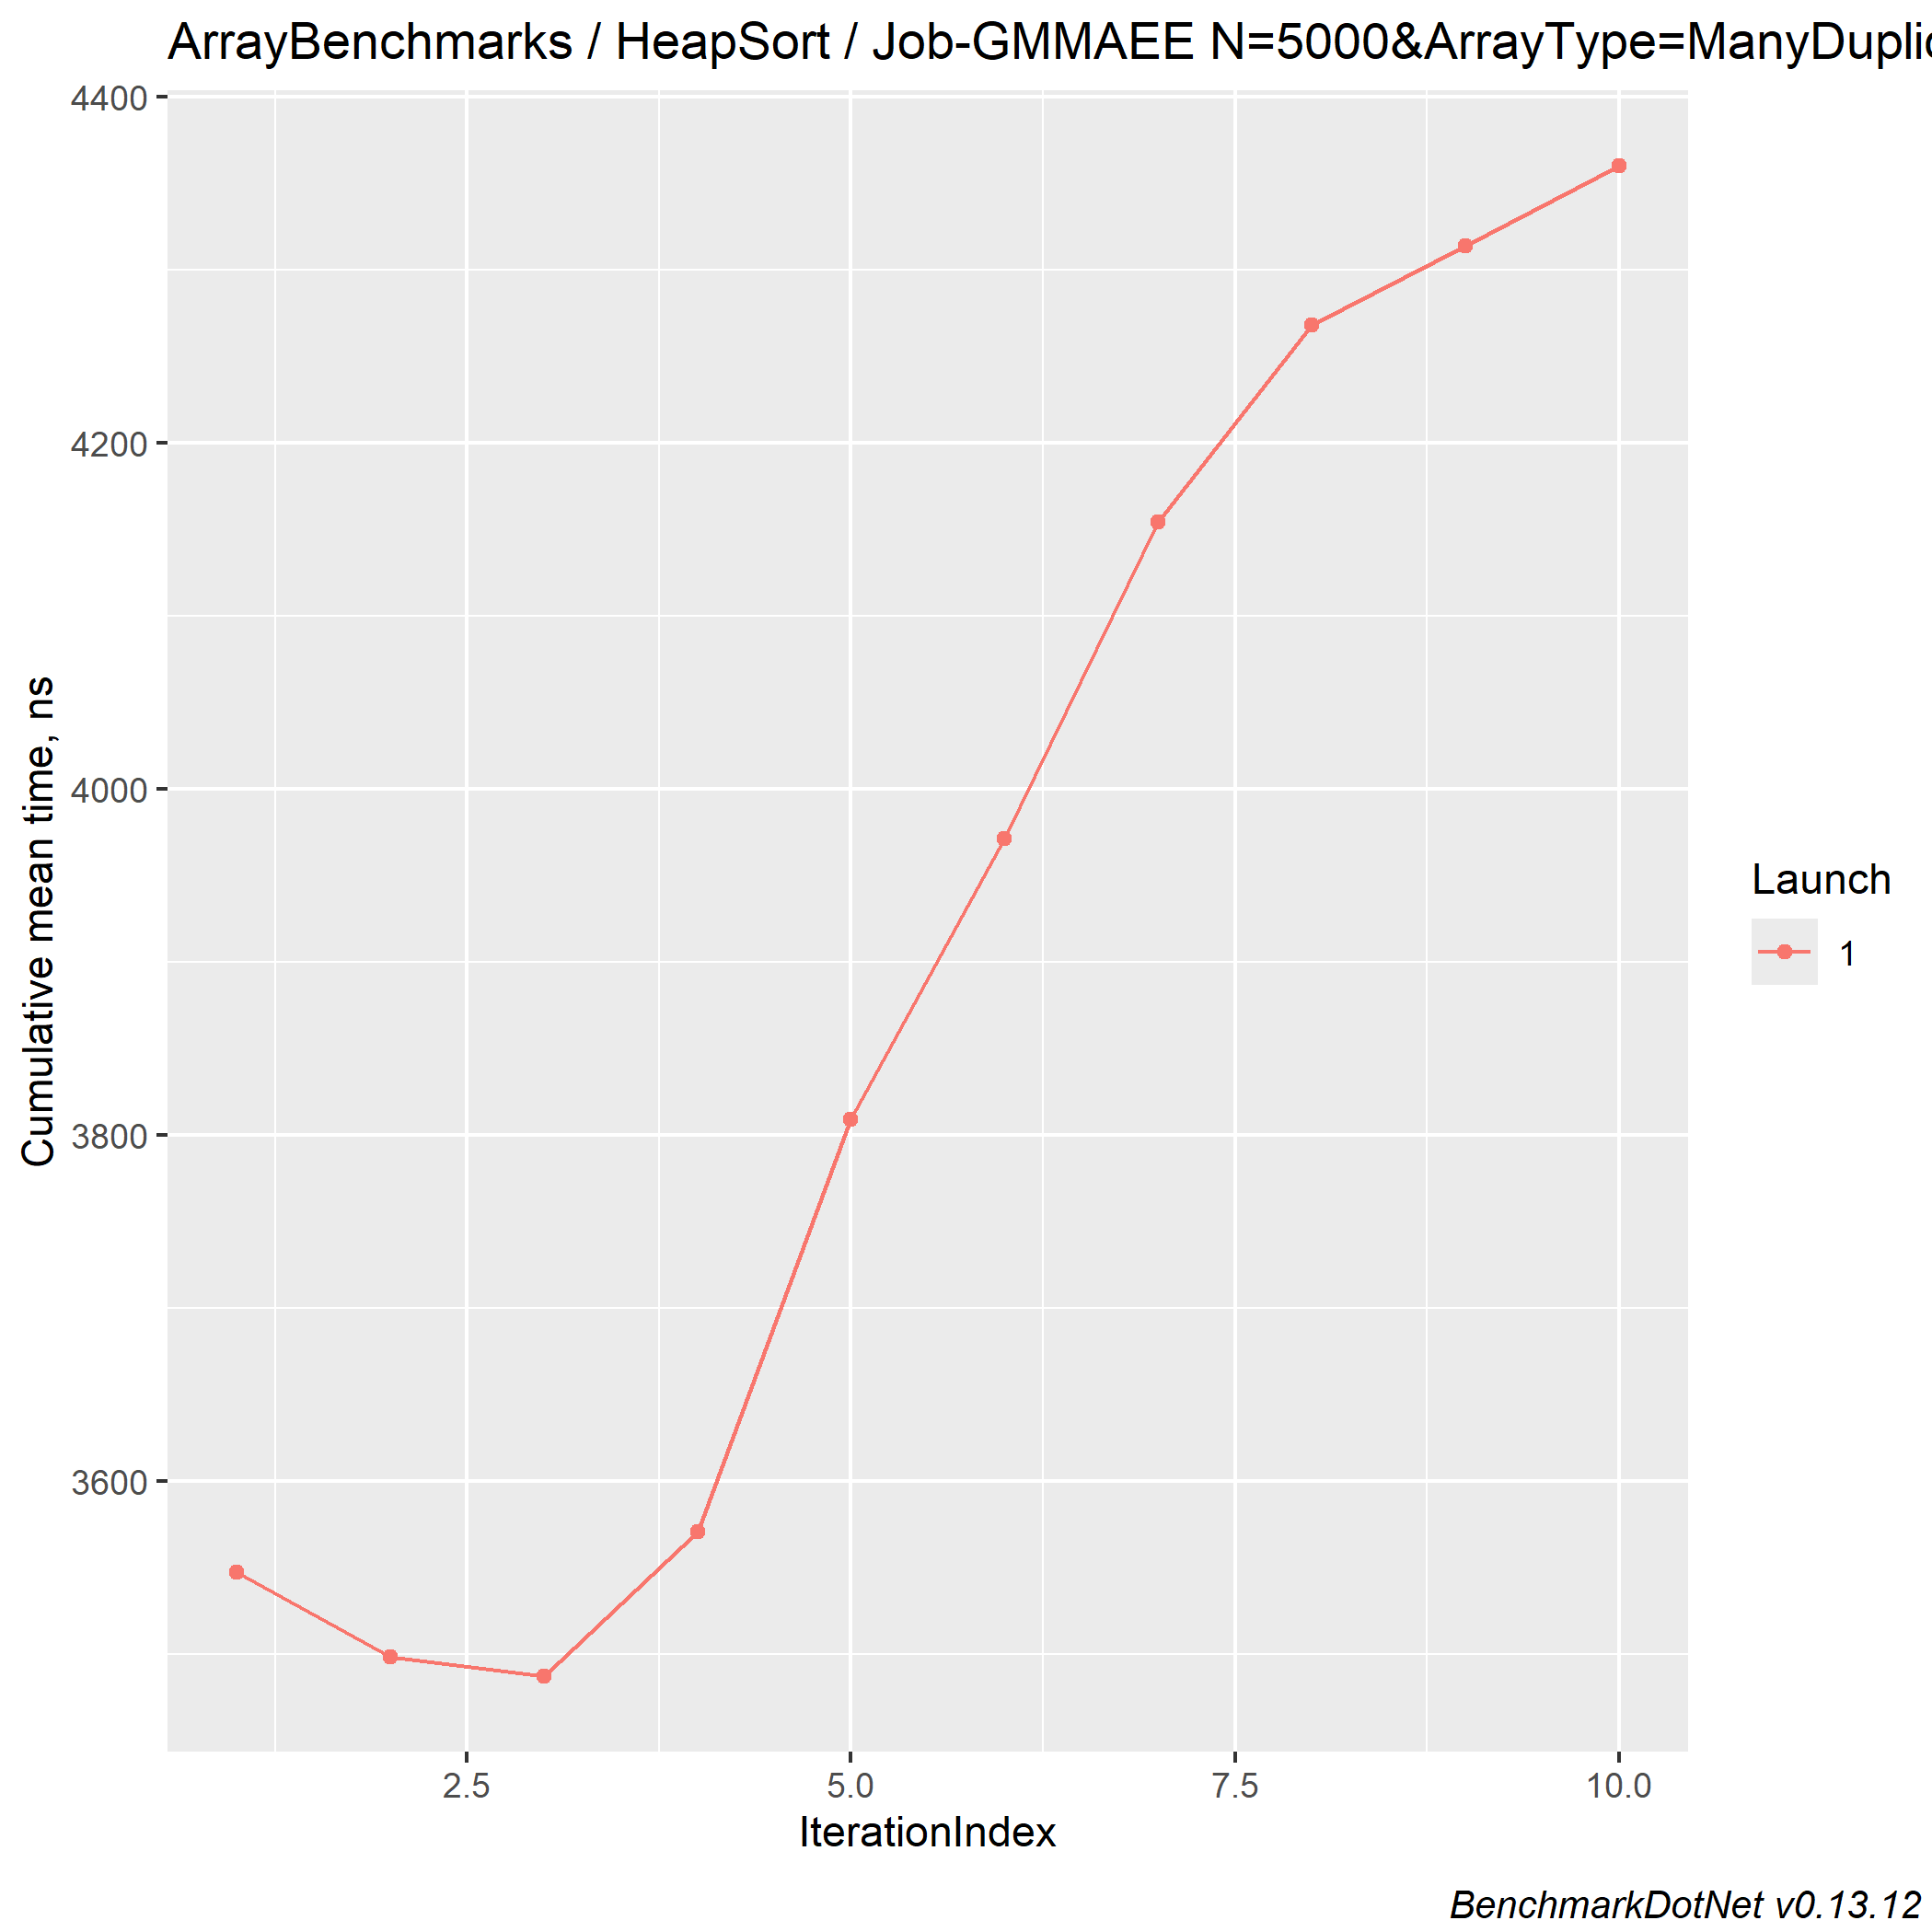 ArrayBenchmarks / HeapSort / Job-GMMAEE N=5000&ArrayType=ManyDuplic
4400
4200
4000
3800
3600
Cumulative mean time, ns
2.5
5.0
7.5
10.0
IterationIndex
Launch
1
BenchmarkDotNet v0.13.12